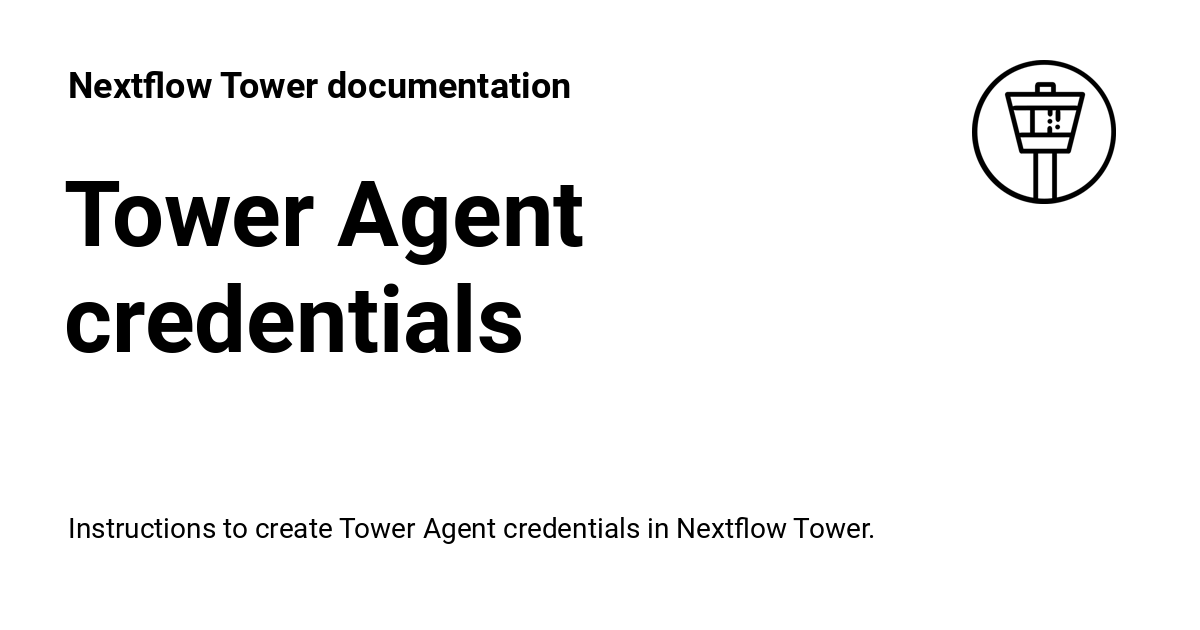 Nextflow Tower documentation
Tower Agent
credentials
Instructions to create Tower Agent credentials in Nextflow Tower.